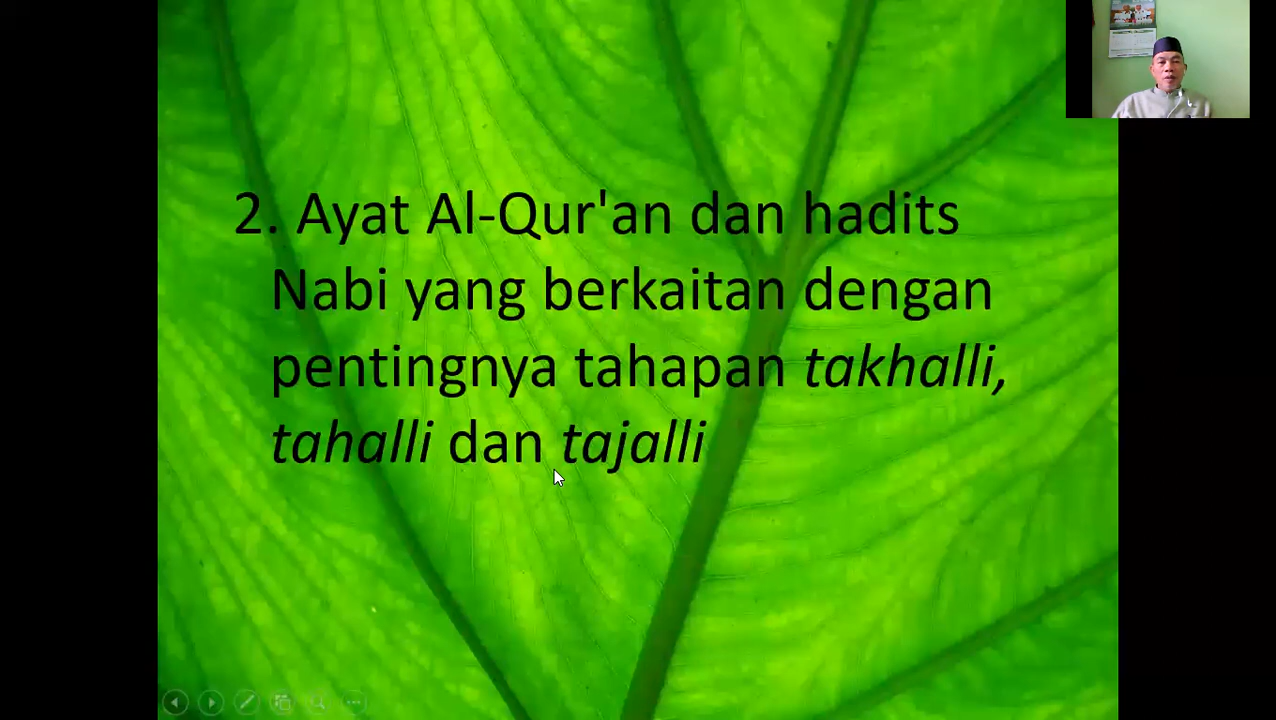 2. Ayat Al-Qur'an dan hadits
Nabi yang berkaitan dengan
pentingnya tahapan takhalli,
tahalli dan tajalli